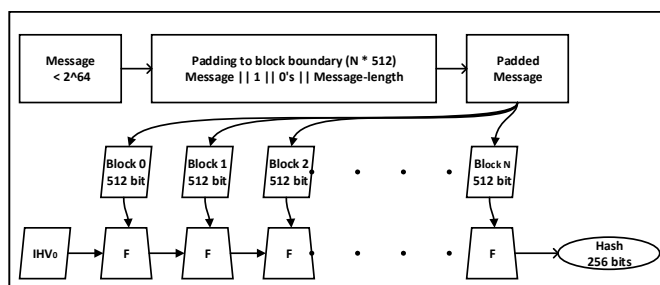 Message
< 2^64
Padding to block boundary (N * 512)
Message || 1 || 0's || Message-length
Padded
Message
Block 0
512 bit
Block 1
512 bit
Block 2
512 bit
Block N
512 bit
IHV₀
F
F
F
F
Hash
256 bits